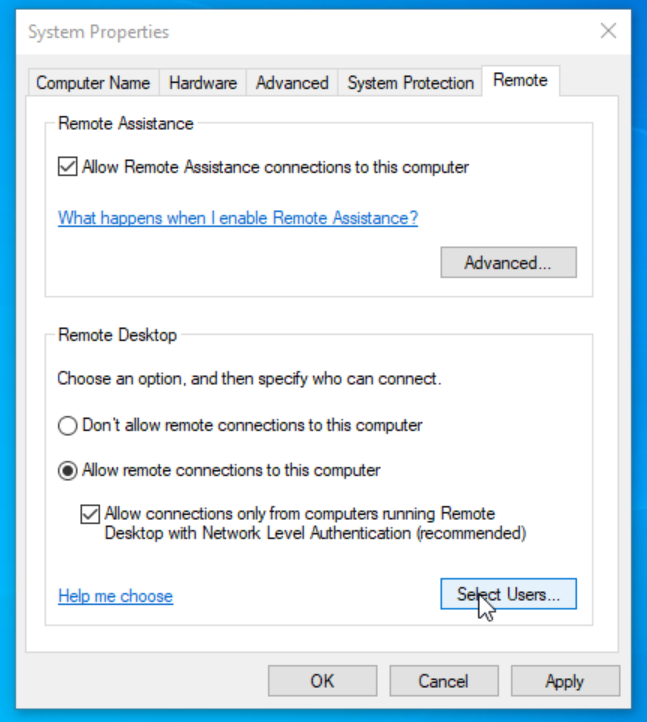 System Properties
Computer Name
Hardware
Advanced
System Protection
Remote
Remote Assistance
Allow Remote Assistance connections to this computer
What happens when I enable Remote Assistance?
Advanced...
Remote Desktop
Choose an option, and then specify who can connect.
Don't allow remote connections to this computer
Allow remote connections to this computer
Allow connections only from computers running Remote
Desktop with Network Level Authentication (recommended)
Help me choose
Select Users...
OK
Cancel
Apply